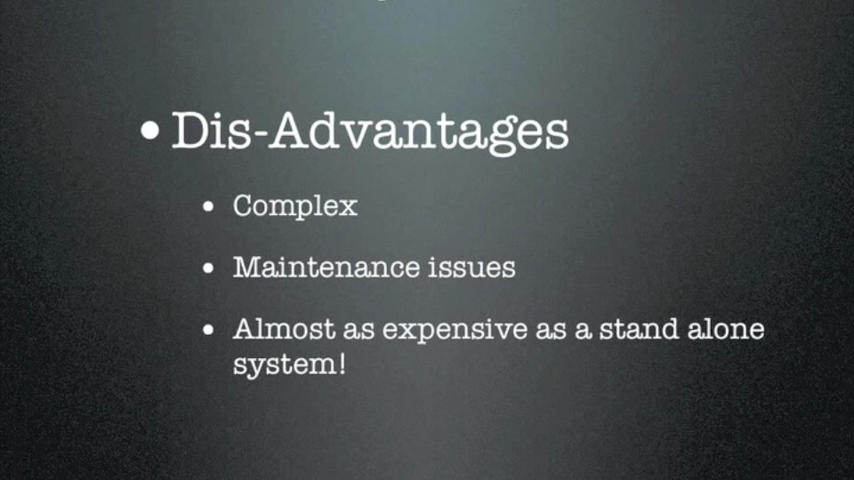 • Dis-Advantages
• Complex
• Maintenance issues
• Almost as expensive as a stand alone
system!